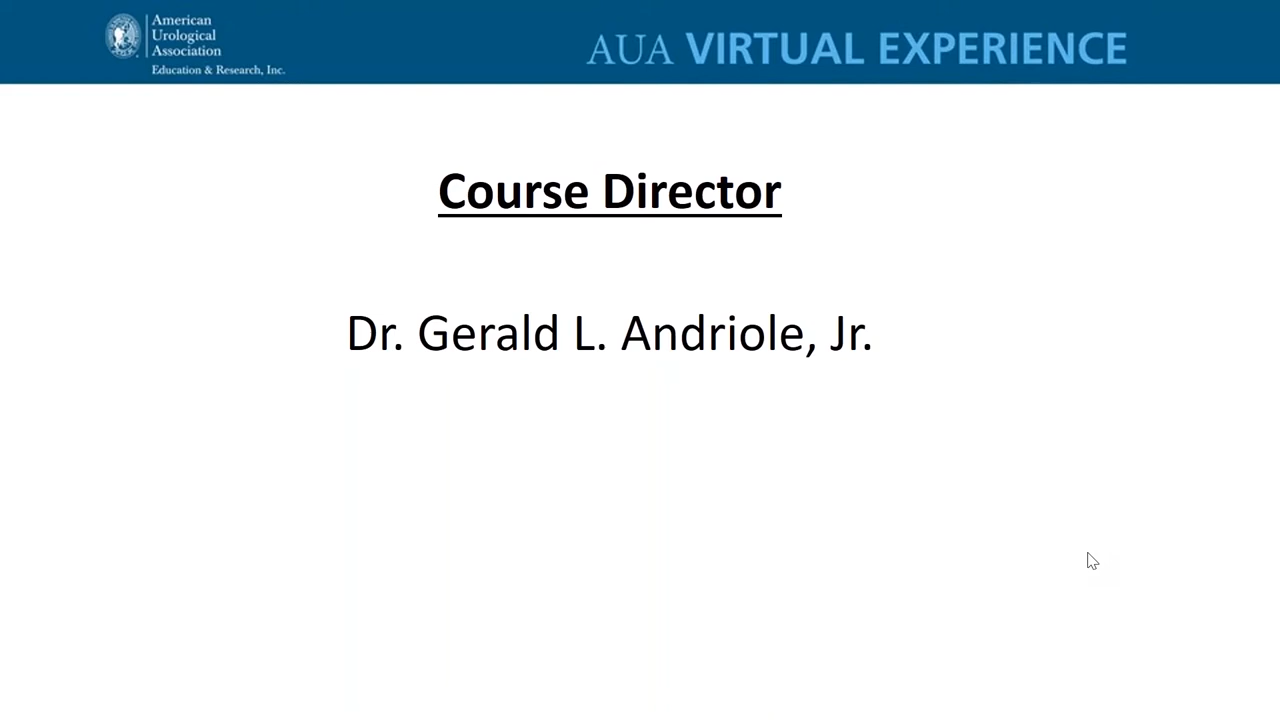 American
Urological
Association
Education & Research, Inc.
AUA VIRTUAL EXPERIENCE
Course Director
Dr. Gerald L. Andriole, Jr.